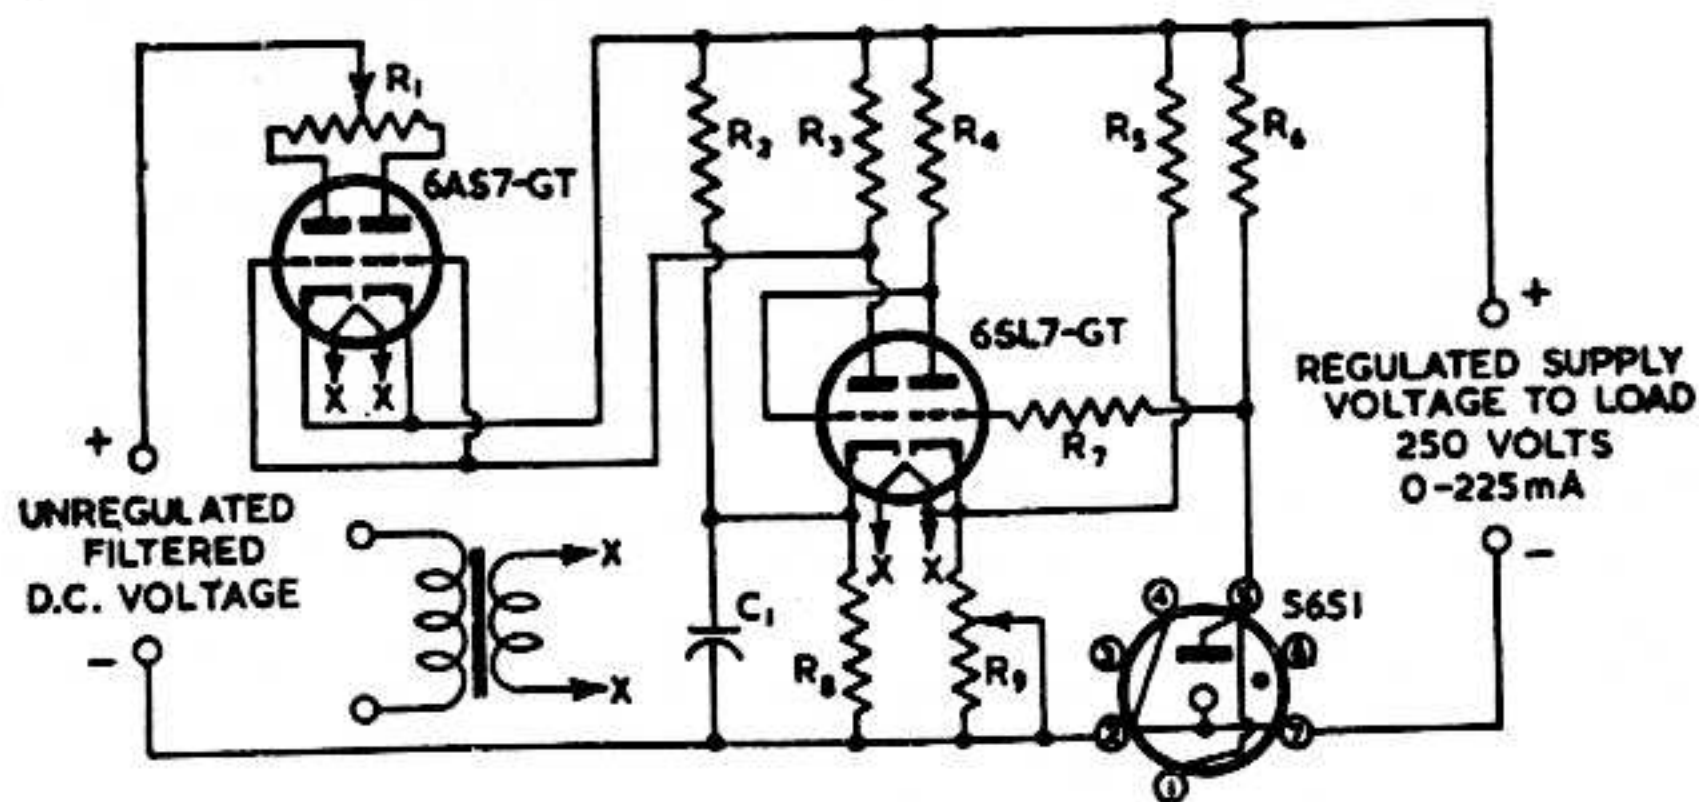 R1
6AS7-GT
R2
R3
R4
R5
R6
6SL7-GT
R7
X X
+
+
REGULATED SUPPLY
VOLTAGE TO LOAD
250 VOLTS
0-225mA
UNREGULATED
FILTERED
D.C. VOLTAGE
-
-
X
X
X X
C1
R8
R9
5651
4
5
3
6
2
7
1